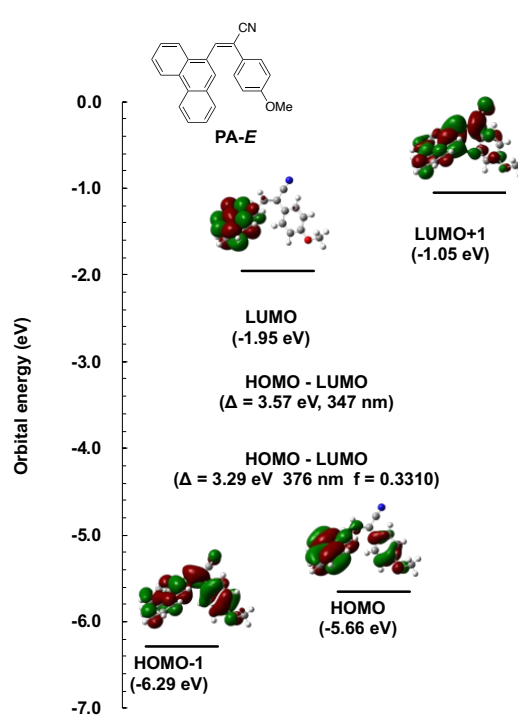 CN
OMe
PA-E
Orbital energy (eV)
0.0
-1.0
-2.0
-3.0
-4.0
-5.0
-6.0
-7.0
LUMO+1
(-1.05 eV)
LUMO
(-1.95 eV)
HOMO - LUMO
(Δ = 3.57 eV, 347 nm)
HOMO - LUMO
(Δ = 3.29 eV 376 nm f = 0.3310)
HOMO
(-5.66 eV)
HOMO-1
(-6.29 eV)